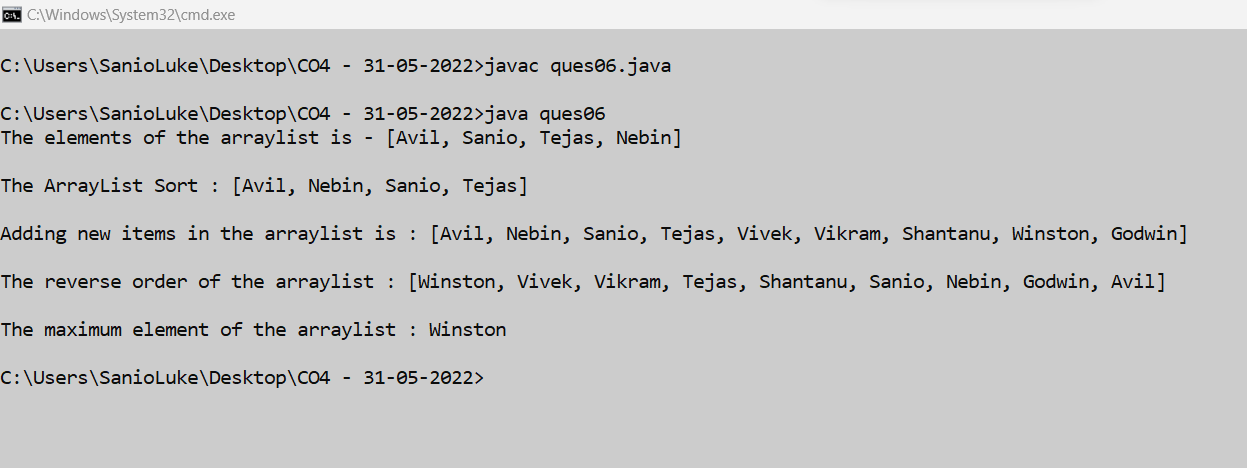 C:\Windows\System32\cmd.exe
C:\Users\SanioLuke\Desktop\CO4 - 31-05-2022>javac ques06.java
C:\Users\SanioLuke\Desktop\CO4 - 31-05-2022>java ques06
The elements of the arraylist is - [Avil, Sanio, Tejas, Nebin]
The ArrayList Sort : [Avil, Nebin, Sanio, Tejas]
Adding new items in the arraylist is : [Avil, Nebin, Sanio, Tejas, Vivek, Vikram, Shantanu, Winston, Godwin]
The reverse order of the arraylist : [Winston, Vivek, Vikram, Tejas, Shantanu, Sanio, Nebin, Godwin, Avil]
The maximum element of the arraylist : Winston
C:\Users\SanioLuke\Desktop\CO4 - 31-05-2022>